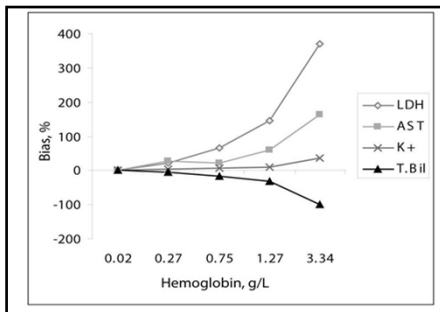 400
300
200
100
0
-100
-200
Bias, %
0.02 0.27 0.75 1.27 3.34
Hemoglobin, g/L
LDH
AST
K+
T.Bil